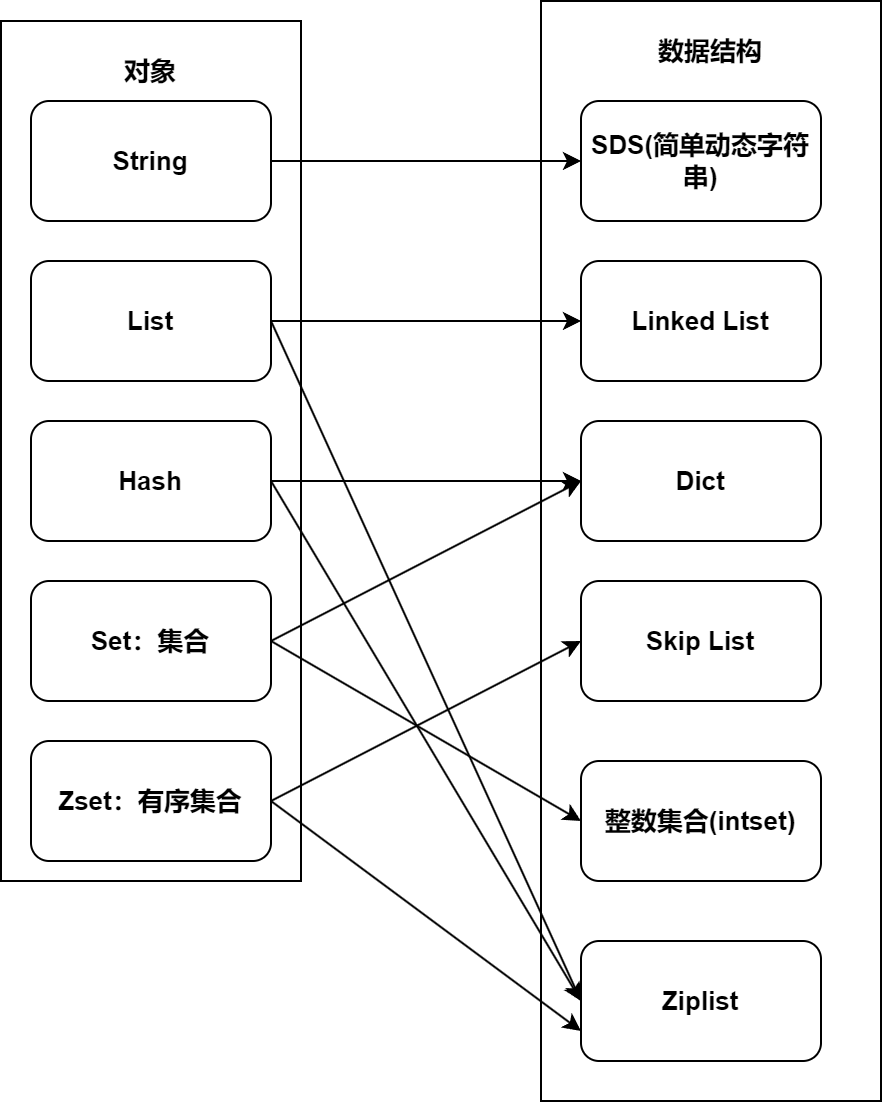 对象
String
List
Hash
Set：集合
Zset：有序集合
数据结构
SDS(简单动态字符
串)
Linked List
Dict
Skip List
整数集合(intset)
Ziplist